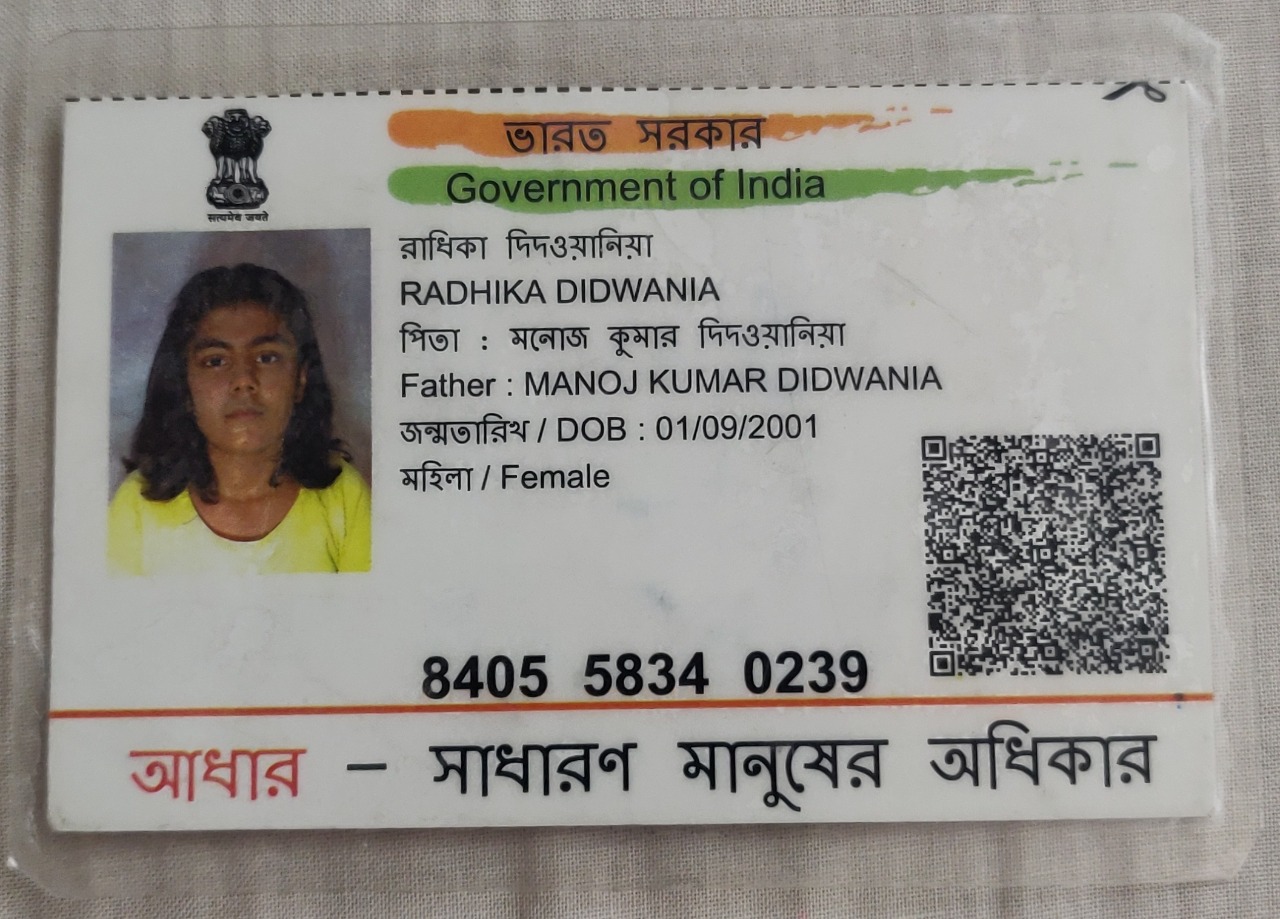 ভারত সরকার
Government of India
सत्यमेव जयते
রাধিকা দিদওয়ানিয়া
RADHIKA DIDWANIA
পিতা : মনোজ কুমার দিদওয়ানিয়া
Father : MANOJ KUMAR DIDWANIA
জন্মতারিখ / DOB : 01/09/2001
মহিলা / Female
8405 5834 0239
আধার – সাধারণ মানুষের অধিকার